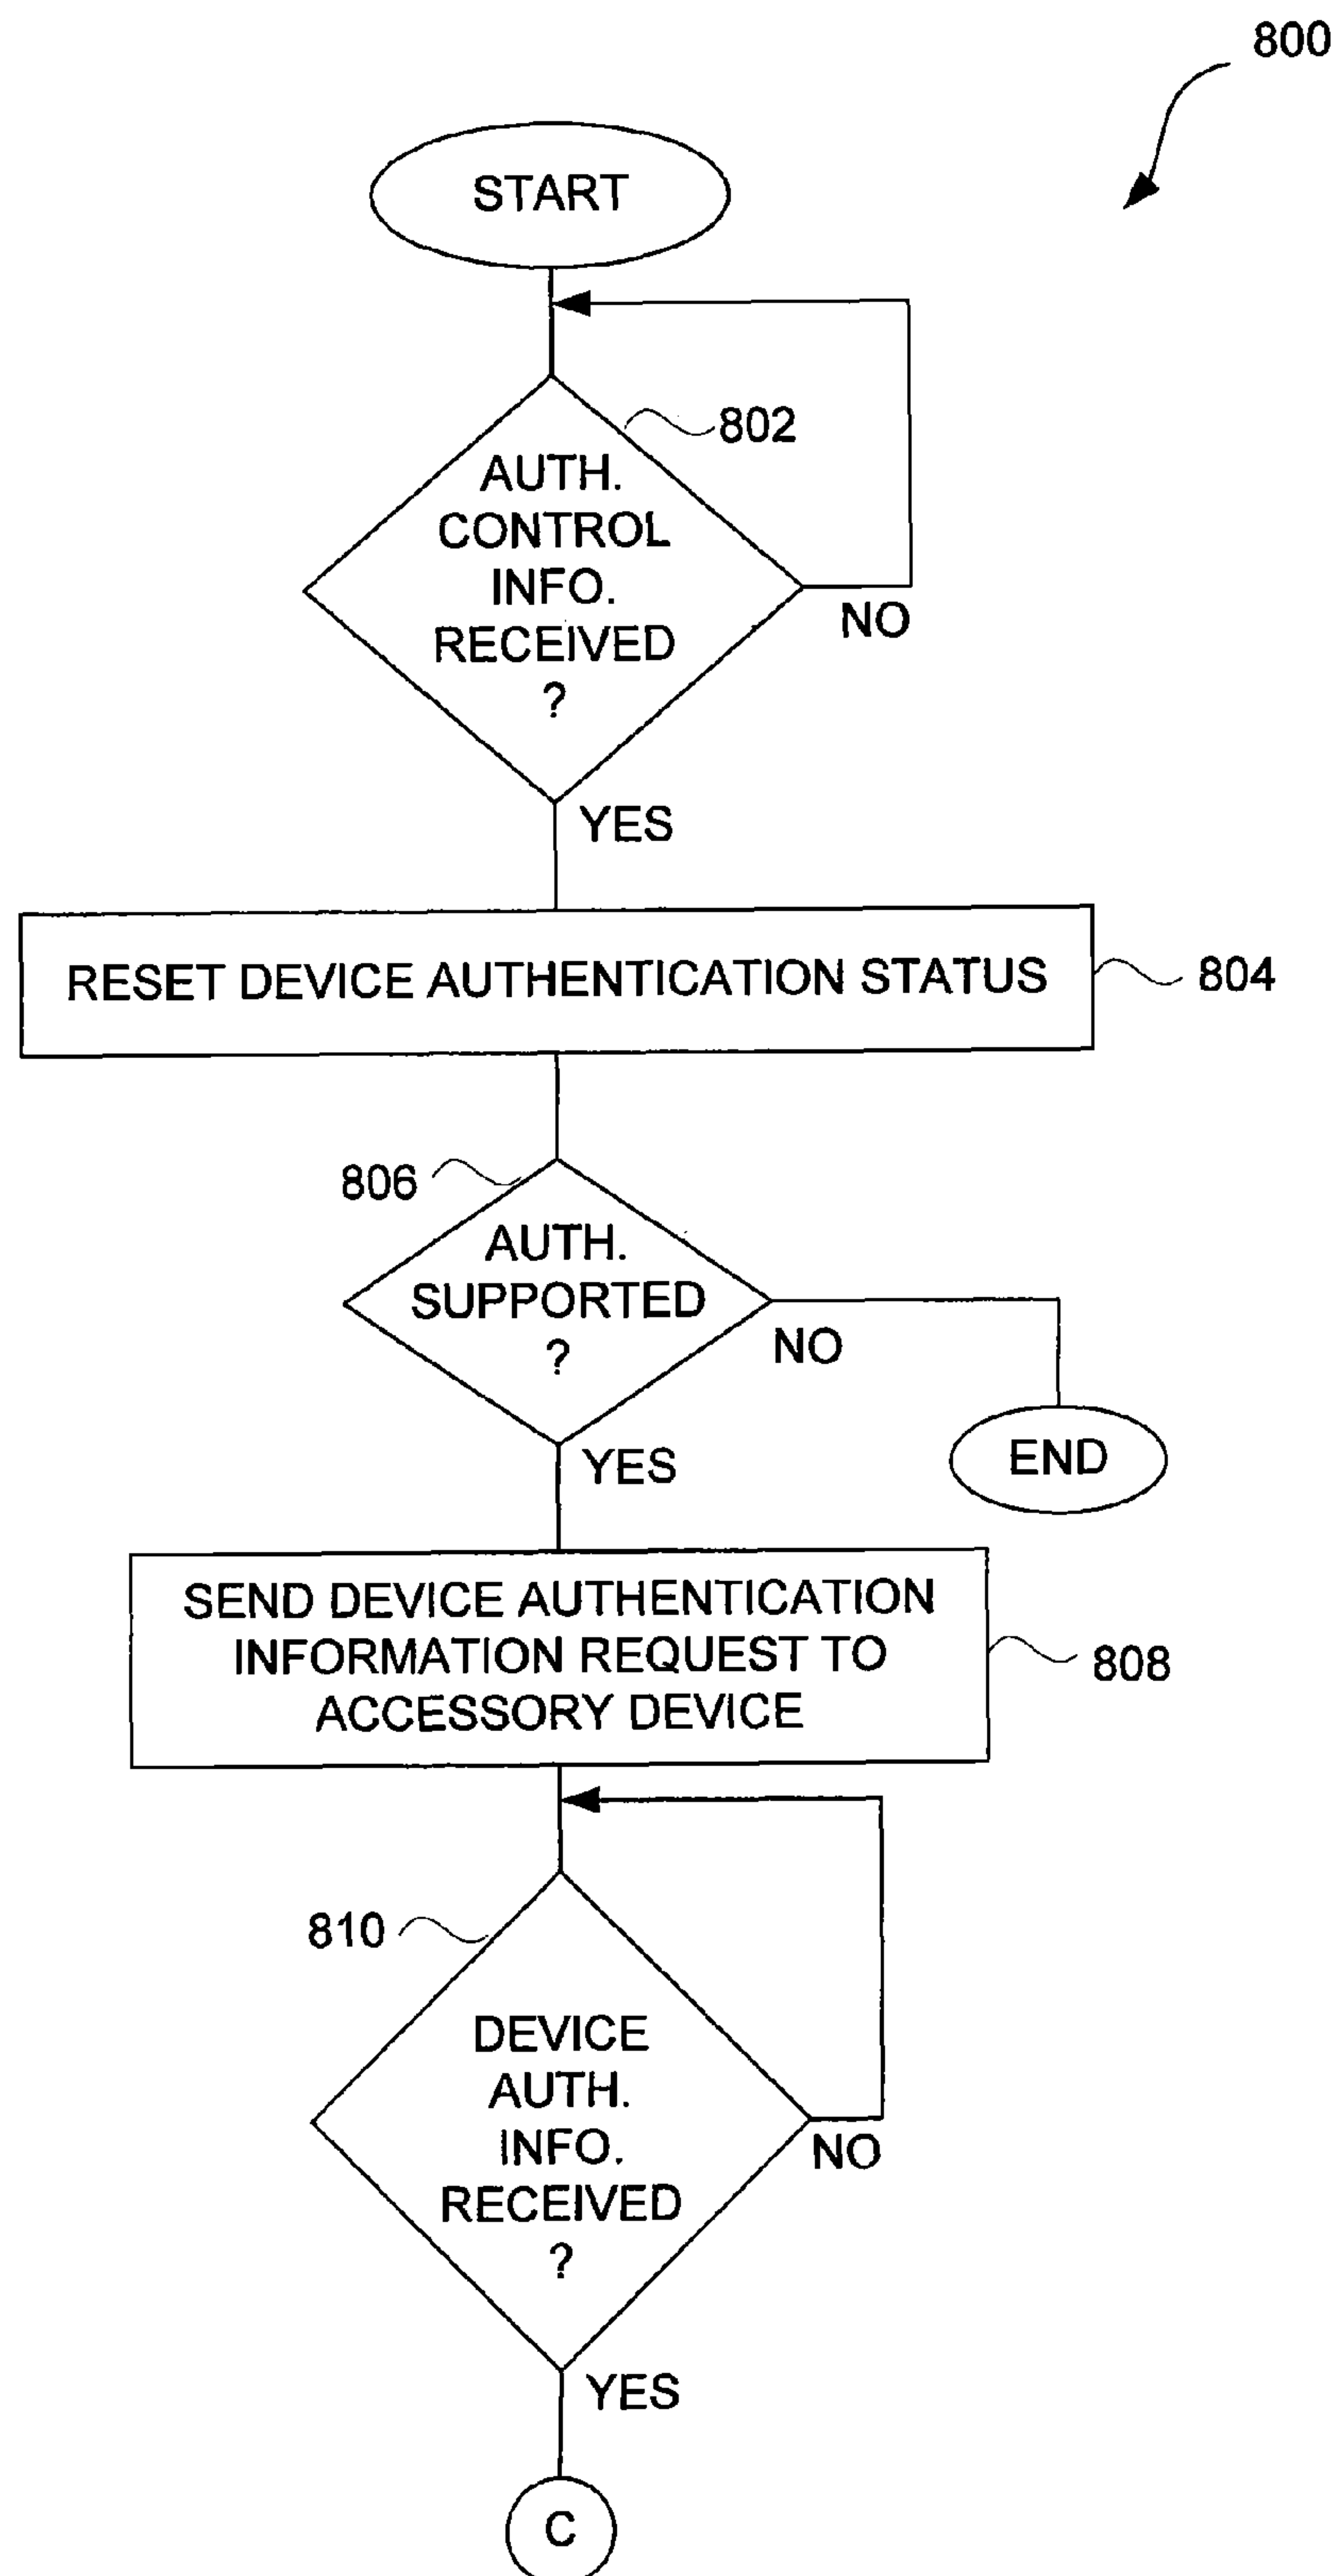 800
START
802
AUTH.
CONTROL
INFO.
RECEIVED
?
NO
YES
RESET DEVICE AUTHENTICATION STATUS
804
806
AUTH.
SUPPORTED
?
NO
END
YES
SEND DEVICE AUTHENTICATION
INFORMATION REQUEST TO
ACCESSORY DEVICE
808
810
DEVICE
AUTH.
INFO.
RECEIVED
?
NO
YES
C